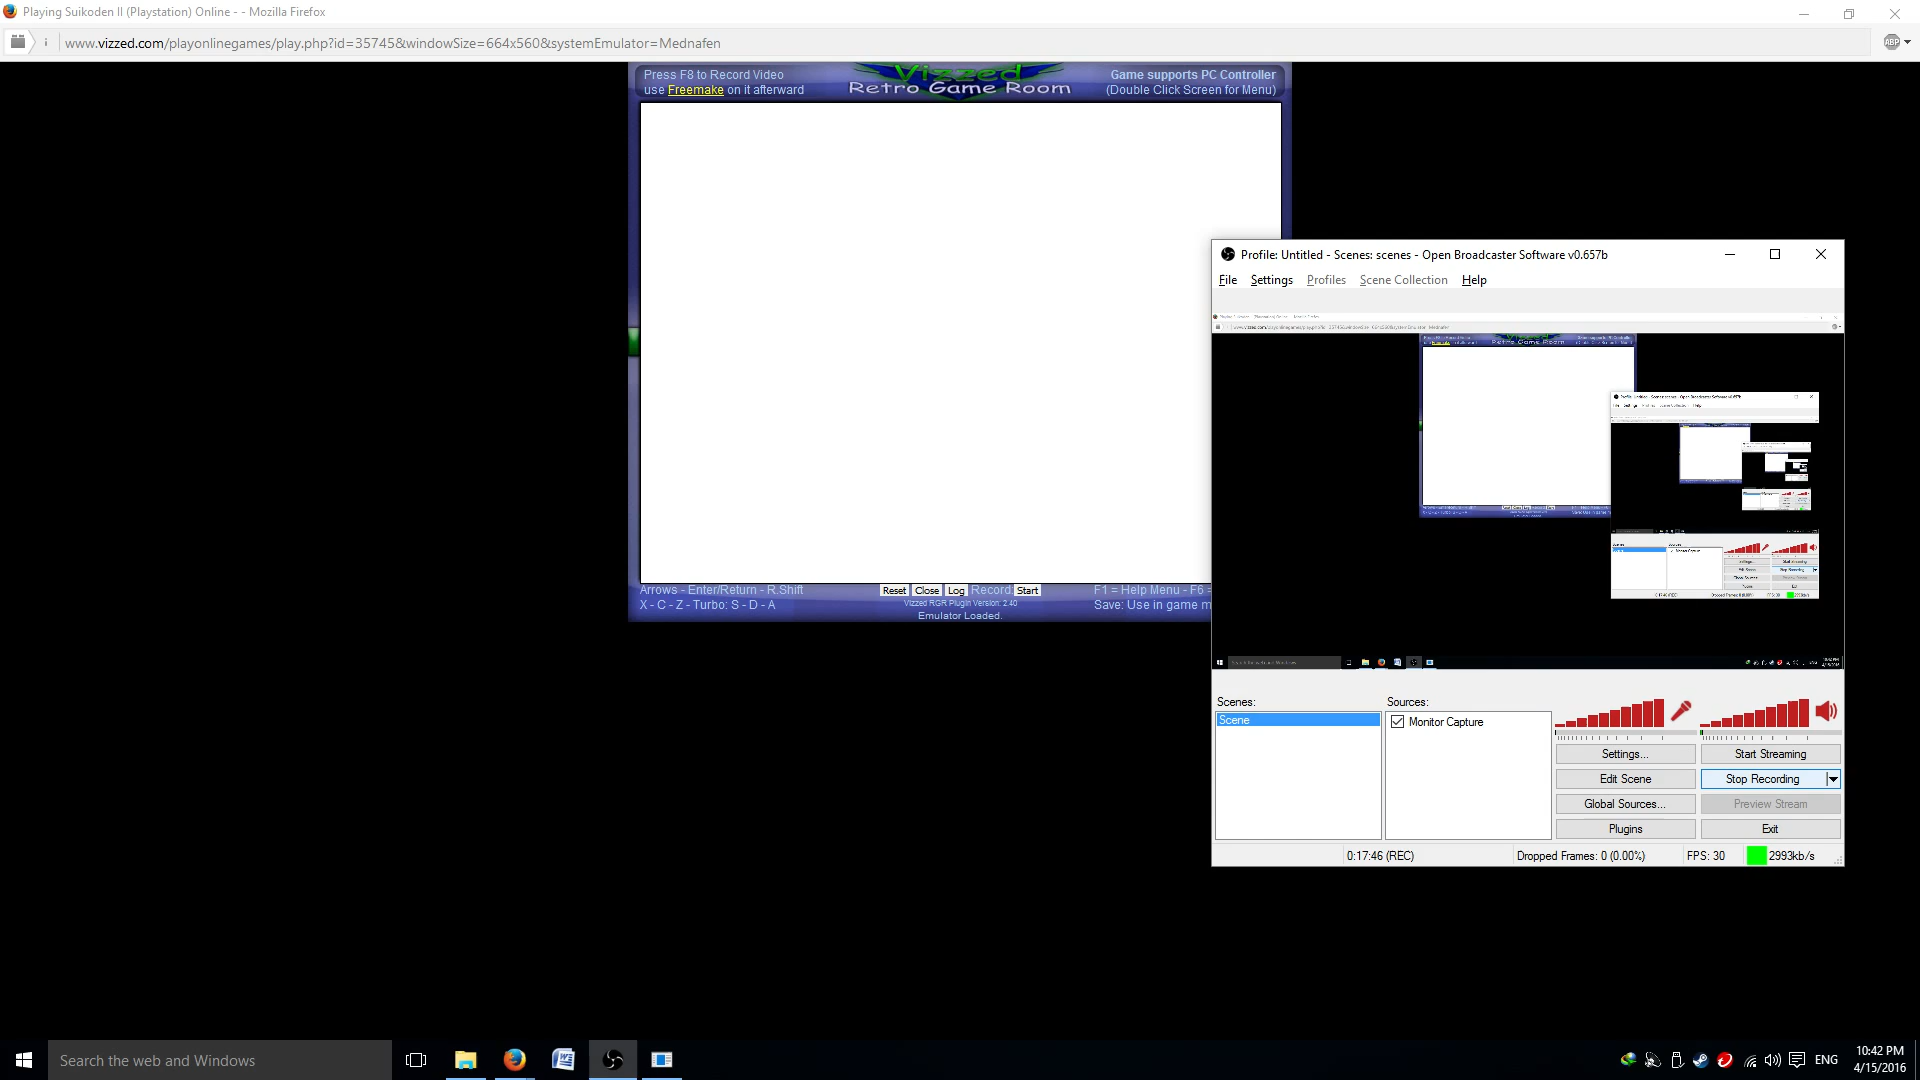 Playing Suikoden II (Playstation) Online - - Mozilla Firefox
www.vizzed.com/playonlinegames/play.php?id=35745&windowSize=664x560&systemEmulator=Mednafen
ABP
Press F8 to Record Video
use Freemake on it afterward
Vizzed
Retro Game Room
Game supports PC Controller
(Double Click Screen for Menu)
Arrows - Enter/Return - R.Shift
X - C - Z - Turbo: S - D - A
Reset Close Log Record: Start
Vizzed RGR Plugin Version: 2.40
Emulator Loaded.
F1 = Help Menu - F6 =
Save: Use in game m
Profile: Untitled - Scenes: scenes - Open Broadcaster Software v0.657b
File Settings Profiles Scene Collection Help
Scenes:
Scene
Sources:
Monitor Capture
Settings...
Start Streaming
Edit Scene
Stop Recording
Global Sources...
Preview Stream
Plugins
Exit
0:17:46 (REC)
Dropped Frames: 0 (0.00%)
FPS: 30
2993kb/s
Search the web and Windows
ENG
10:42 PM
4/15/2016